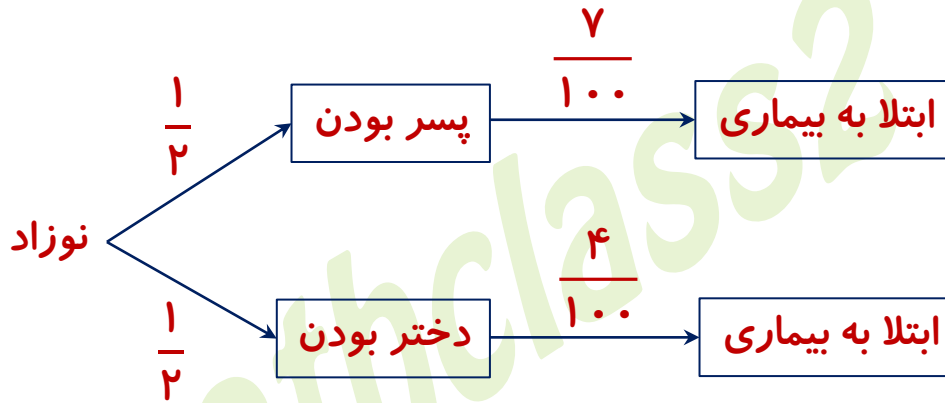 ۷
۱۰۰
۱
۲
پسر بودن
ابتلا به بیماری
نوزاد
۴
۱۰۰
۱
۲
دختر بودن
ابتلا به بیماری
mathclass2